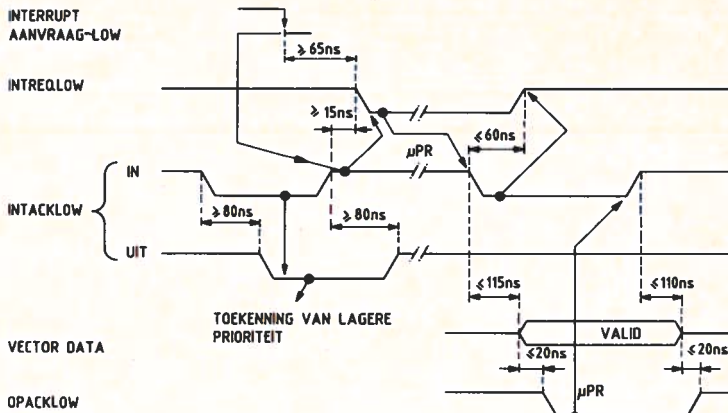 INTERRUPT
AANVRAAG-LOW
≥ 65ns
INTREQLOW
≥ 15ns
≤ 60ns
µPR
IN
INTACKLOW
≥ 80ns
≥ 80ns
UIT
≤ 115ns
≤ 110ns
TOEKENNING VAN LAGERE
PRIORITEIT
VALID
VECTOR DATA
≤ 20ns
≤ 20ns
µPR
OPACKLOW